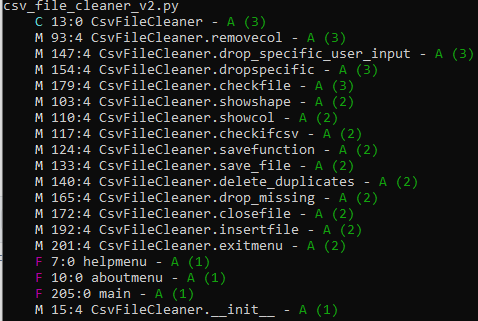 csv_file_cleaner_v2.py
C 13:0 CsvFileCleaner - A (3)
M 93:4 CsvFileCleaner.removecol - A (3)
M 147:4 CsvFileCleaner.drop_specific_user_input - A (3)
M 154:4 CsvFileCleaner.dropspecific - A (3)
M 179:4 CsvFileCleaner.checkfile - A (3)
M 103:4 CsvFileCleaner.showshape - A (2)
M 110:4 CsvFileCleaner.showcol - A (2)
M 117:4 CsvFileCleaner.checkifcsv - A (2)
M 124:4 CsvFileCleaner.savefunction - A (2)
M 133:4 CsvFileCleaner.save_file - A (2)
M 140:4 CsvFileCleaner.delete_duplicates - A (2)
M 165:4 CsvFileCleaner.drop_missing - A (2)
M 172:4 CsvFileCleaner.closefile - A (2)
M 192:4 CsvFileCleaner.insertfile - A (2)
M 201:4 CsvFileCleaner.exitmenu - A (2)
F 7:0 helpmenu - A (1)
F 10:0 aboutmenu - A (1)
F 205:0 main - A (1)
M 15:4 CsvFileCleaner.__init__ - A (1)